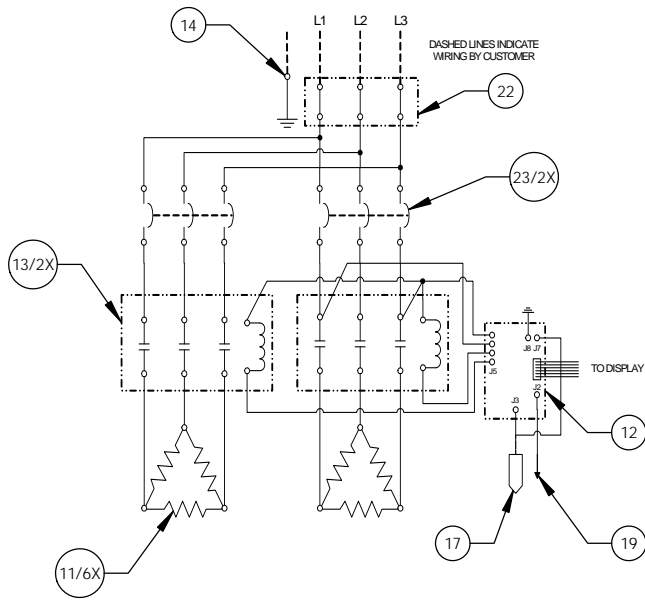 14
L1 L2 L3
DASHED LINES INDICATE
WIRING BY CUSTOMER
22
23/2X
13/2X
J8 J7
J5
TO DISPLAY
J2
J3
12
17
19
11/6X